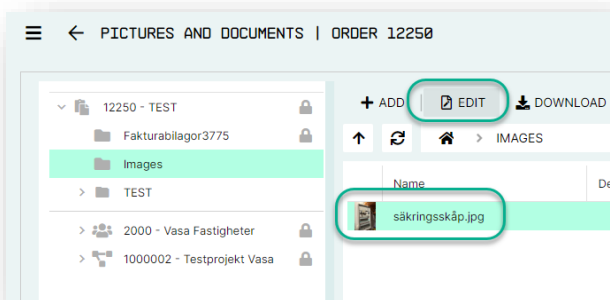 PICTURES AND DOCUMENTS | ORDER 12250
12250 - TEST
Fakturabilagor3775
Images
TEST
2000 - Vasa Fastigheter
1000002 - Testprojekt Vasa
ADD EDIT DOWNLOAD
IMAGES
Name De
säkringsskåp.jpg